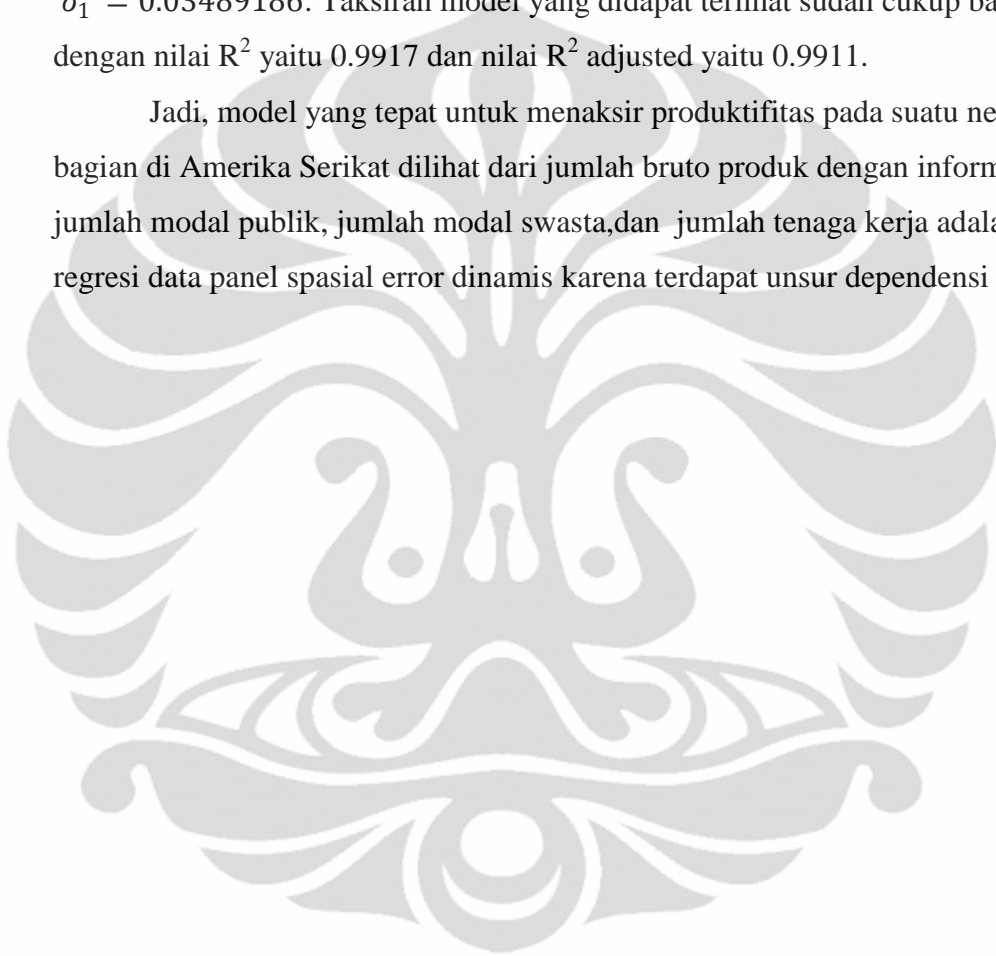 = 0.03489186. Taksiran model yang didapat terlihat sudah cukup ba
dengan nilai R² yaitu 0.9917 dan nilai R² adjusted yaitu 0.9911.
Jadi, model yang tepat untuk menaksir produktifitas pada suatu ne
bagian di Amerika Serikat dilihat dari jumlah bruto produk dengan inform
jumlah modal publik, jumlah modal swasta,dan jumlah tenaga kerja adala
regresi data panel spasial error dinamis karena terdapat unsur dependensi